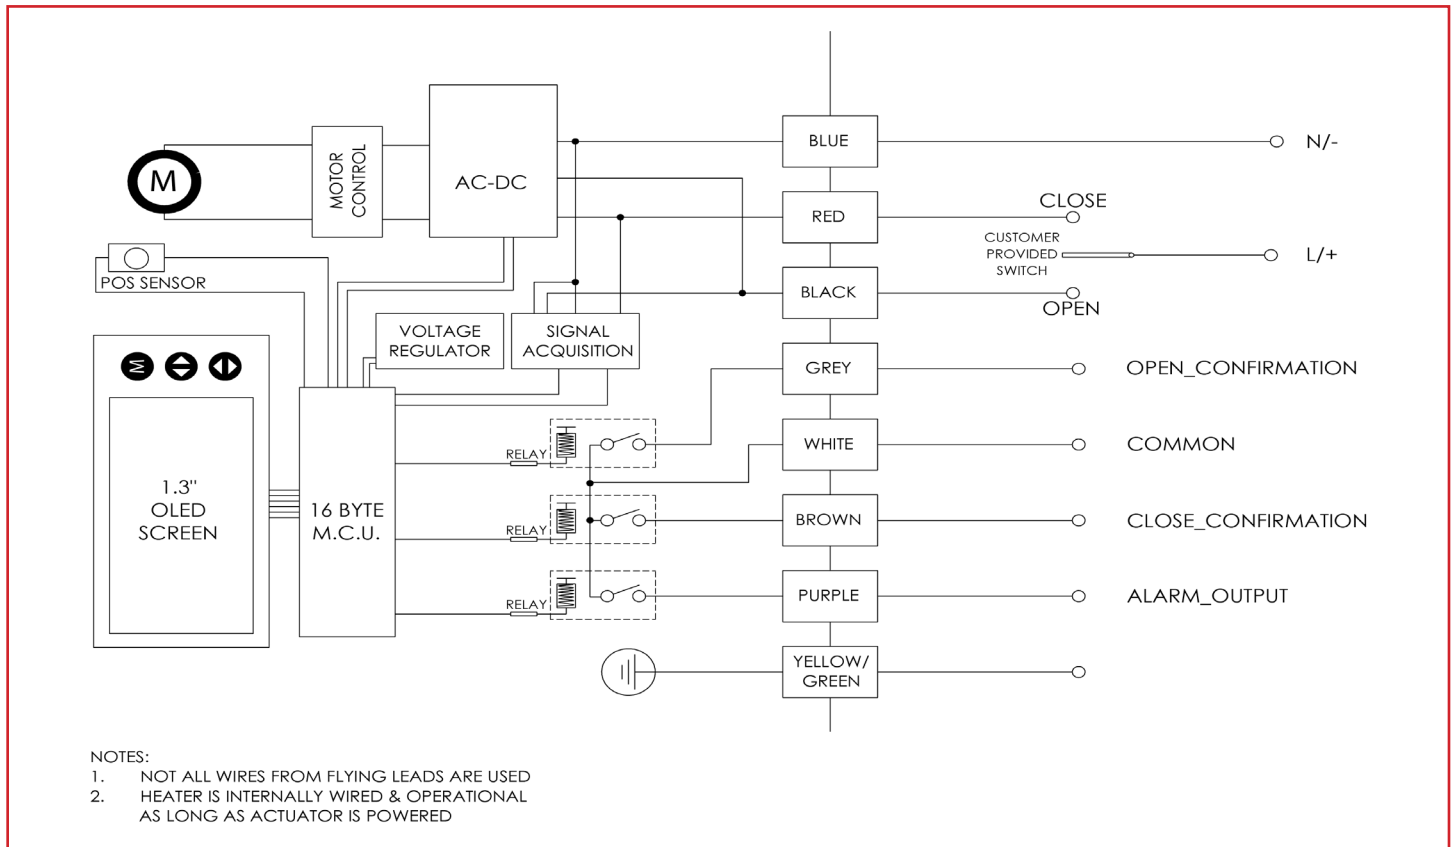 BLUE
N/-
M
MOTOR
CONTROL
AC-DC
RED
CLOSE
CUSTOMER
PROVIDED
SWITCH
L/+
POS SENSOR
BLACK
OPEN
VOLTAGE
REGULATOR
SIGNAL
ACQUISITION
GREY
OPEN_CONFIRMATION
M
WHITE
COMMON
RELAY
1.3"
OLED
SCREEN
16 BYTE
M.C.U.
BROWN
CLOSE_CONFIRMATION
RELAY
PURPLE
ALARM_OUTPUT
RELAY
YELLOW/
GREEN
NOTES:
1. NOT ALL WIRES FROM FLYING LEADS ARE USED
2. HEATER IS INTERNALLY WIRED & OPERATIONAL
AS LONG AS ACTUATOR IS POWERED